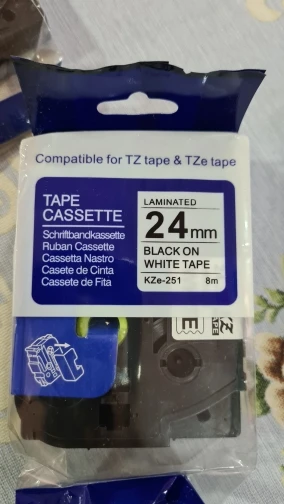 Compatible for TZ tape & TZe tape
TAPE
CASSETTE
Schriftbandkassette
Ruban Cassette
Cassetta Nastro
Casete de Cinta
Cassete de Fita
LAMINATED
24mm
BLACK ON
WHITE TAPE
KZe-251 8m
TAPE